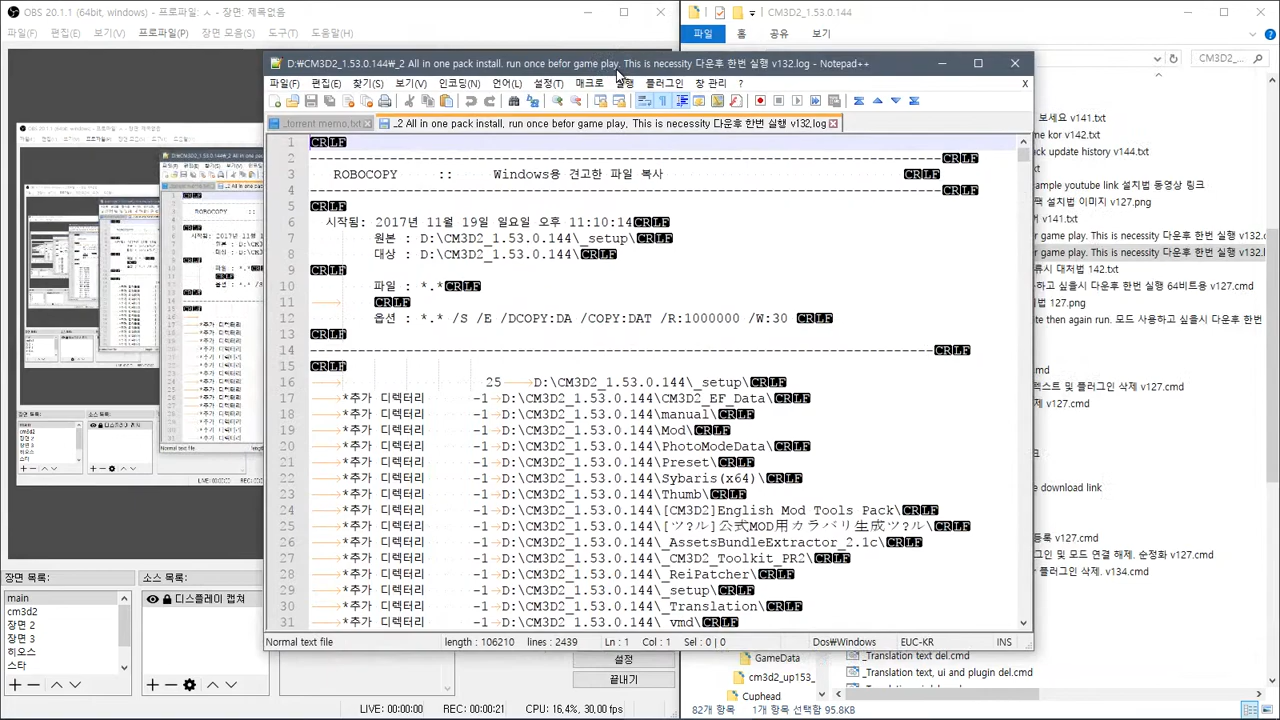 OBS 20.1.1 (64bit, windows) - 프로파일: ㅅ - 장면: 제목없음
파일(F) 편집(E) 보기(V) 프로파일(P) 장면 모음(S) 도구(T) 도움말(H)
CM3D2_1.53.0.144
파일 홈 공유 보기
D:₩CM3D2_1.53.0.144₩_2 All in one pack install. run once befor game play. This is necessity 다운후 한번 실행 v132.log - Notepad++
파일(F) 편집(E) 찾기(S) 보기(V) 인코딩(N) 언어(L) 설정(T) 매크로 실행 플러그인 창 관리 ?
X
_torrent memo.txt
_2 All in one pack install. run once befor game play. This is necessity 다운후 한번 실행 v132.log
1 CRLF
2 ------------------------------------------------------------------------------- CRLF
3 ROBOCOPY :: Windows용 견고한 파일 복사 CRLF
4 ------------------------------------------------------------------------------- CRLF
5 CRLF
6 시작됨: 2017년 11월 19일 일요일 오후 11:10:14CRLF
7 원본 : D:\CM3D2_1.53.0.144\_setup\CRLF
8 대상 : D:\CM3D2_1.53.0.144\CRLF
9 CRLF
10 파일 : *.*CRLF
11 CRLF
12 옵션 : *.* /S /E /DCOPY:DA /COPY:DAT /R:1000000 /W:30 CRLF
13 CRLF
14 ------------------------------------------------------------------------------CRLF
15 CRLF
16 25 D:\CM3D2_1.53.0.144\_setup\CRLF
17 *추가 디렉터리 -1 D:\CM3D2_1.53.0.144\CM3D2_EF_Data\CRLF
18 *추가 디렉터리 -1 D:\CM3D2_1.53.0.144\manual\CRLF
19 *추가 디렉터리 -1 D:\CM3D2_1.53.0.144\Mod\CRLF
20 *추가 디렉터리 -1 D:\CM3D2_1.53.0.144\PhotoModeData\CRLF
21 *추가 디렉터리 -1 D:\CM3D2_1.53.0.144\Preset\CRLF
22 *추가 디렉터리 -1 D:\CM3D2_1.53.0.144\Sybaris(x64)\CRLF
23 *추가 디렉터리 -1 D:\CM3D2_1.53.0.144\Thumb\CRLF
24 *추가 디렉터리 -1 D:\CM3D2_1.53.0.144\[CM3D2]English Mod Tools Pack\CRLF
25 *추가 디렉터리 -1 D:\CM3D2_1.53.0.144\[ツ?ル]公式MOD用カラバリ生成ツ?ル\CRLF
26 *추가 디렉터리 -1 D:\CM3D2_1.53.0.144\_AssetsBundleExtractor_2.1c\CRLF
27 *추가 디렉터리 -1 D:\CM3D2_1.53.0.144\_CM3D2_Toolkit_PR2\CRLF
28 *추가 디렉터리 -1 D:\CM3D2_1.53.0.144\_ReiPatcher\CRLF
29 *추가 디렉터리 -1 D:\CM3D2_1.53.0.144\_setup\CRLF
30 *추가 디렉터리 -1 D:\CM3D2_1.53.0.144\_Translation\CRLF
31 *추가 디렉터리 -1 D:\CM3D2_1.53.0.144\_vmd\CRLF
Normal text file length : 106210 lines : 2439 Ln : 1 Col : 1 Sel : 0 | 0 Dos₩Windows EUC-KR INS
CM3D2_1.53.0.144...
보세요 v141.txt
me kor v142.txt
ck update history v144.txt
ample youtube link 설치법 동영상 링크
팩 설치법 이미지 v127.png
r game play. This is necessity 다운후 한번 실행 v132.c
r game play. This is necessity 다운후 한번 실행 v132.l
류시 대처법 142.txt
하고 싶을시 다운후 한번 실행 64비트용 v127.cmd
법 127.png
te then again run. 모드 사용하고 싶을시 다운후 한번
v127.cmd
텍스트 및 플러그인 삭제 v127.cmd
e download link
등록 v127.cmd
그인 및 모드 연결 해제. 순정화 v127.cmd
플러그인 삭제. v134.cmd
GameData
cm3d2_up153_
Cuphead
_Translation text del.cmd
_Translation text, ui and plugin del.cmd
82개 항목 1개 항목 선택함 95.8KB
장면 목록: 소스 목록:
main
cm3d2
장면 2
장면 3
히오스
스타
디스플레이 캡쳐
설정
끝내기
LIVE: 00:00:00 REC: 00:00:21 CPU: 16.4%, 30,00 fps